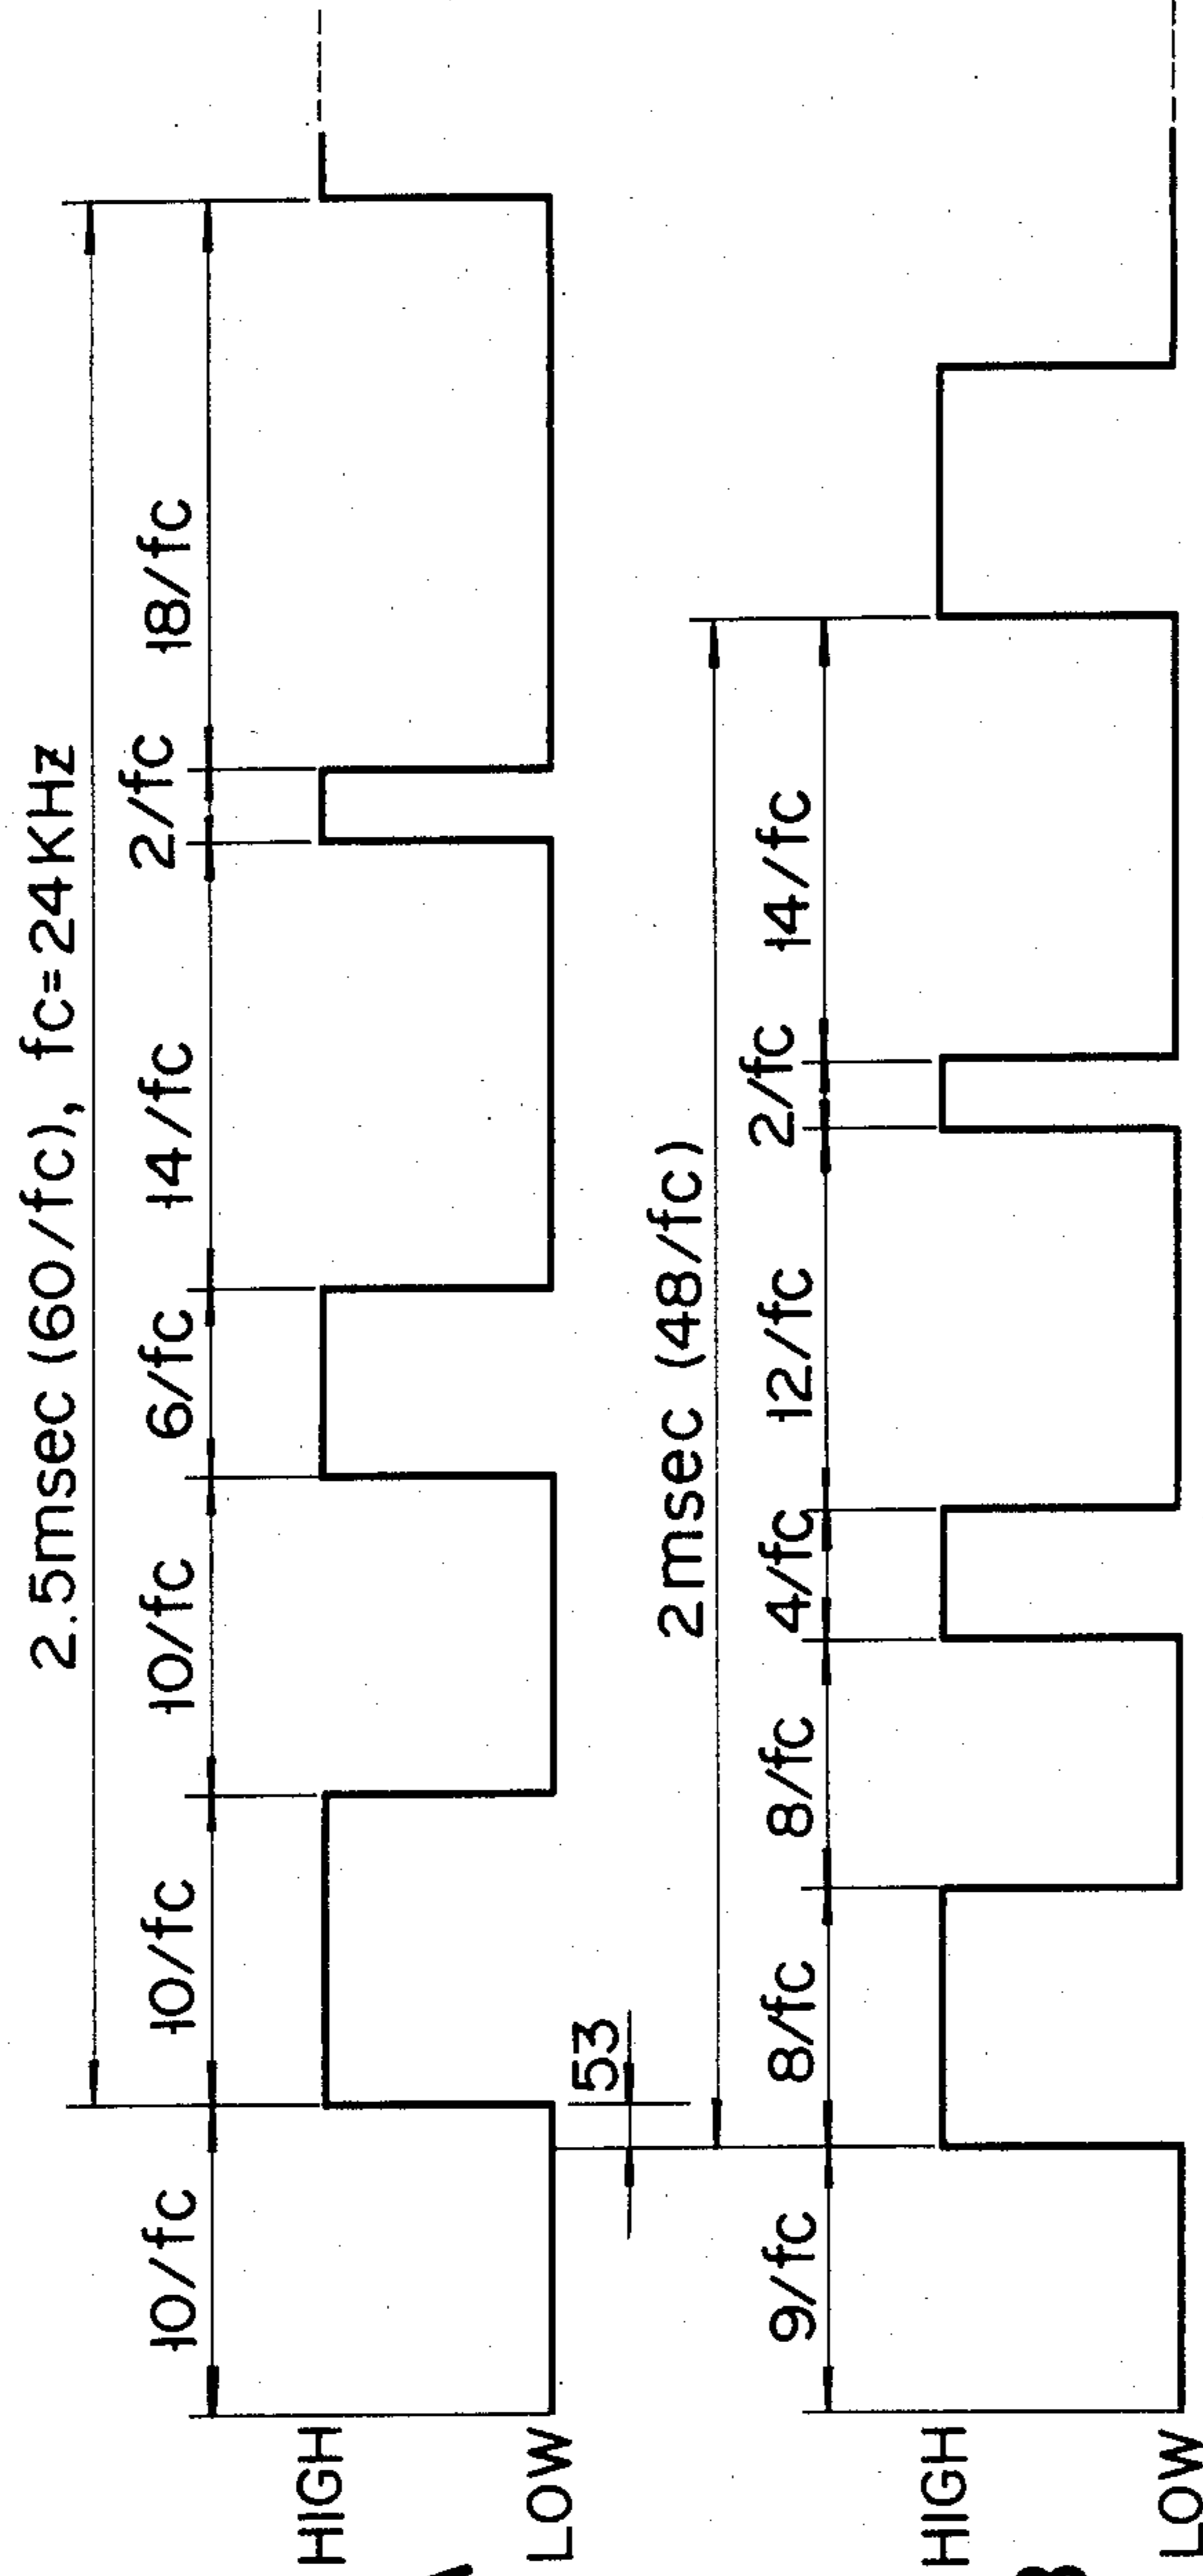 2.5msec (60/fc), fc=24KHz
10/fc 10/fc 10/fc 6/fc 14/fc 2/fc 18/fc
HIGH
LOW
53
2msec (48/fc)
9/fc 8/fc 8/fc 4/fc 12/fc 2/fc 14/fc
HIGH
LOW